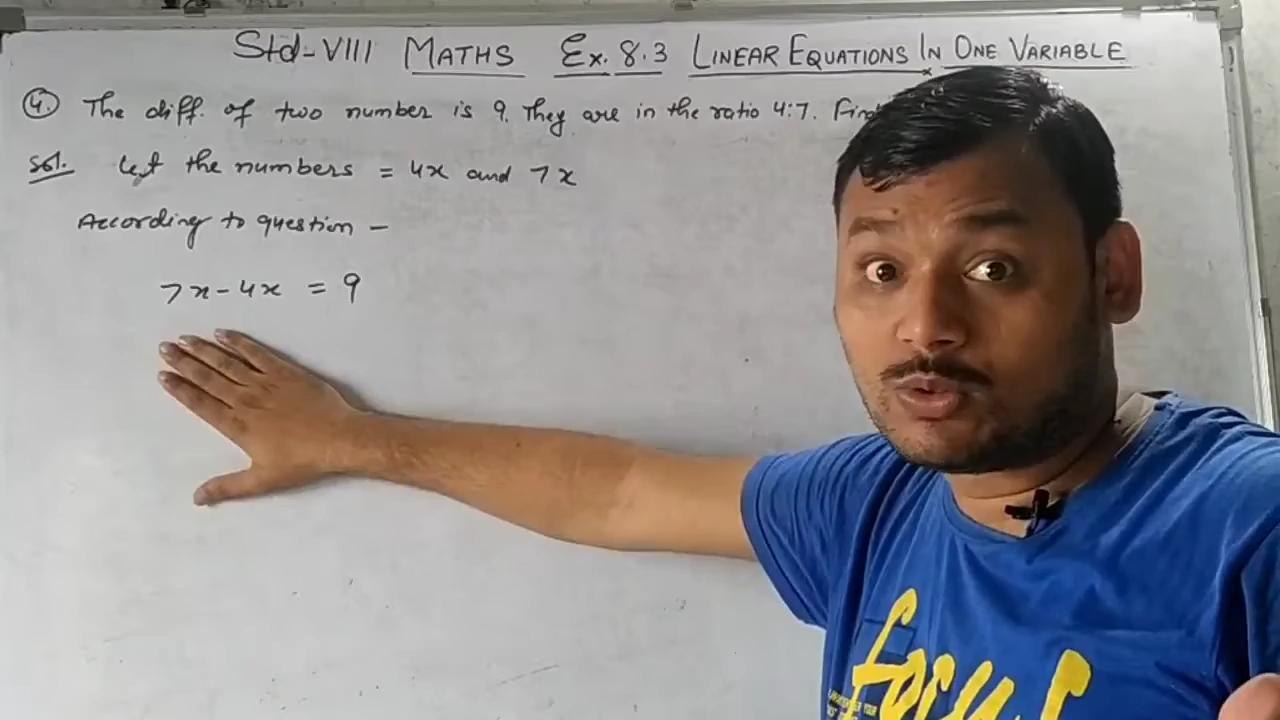 Std-VIII MATHS Ex. 8.3 LINEAR EQUATIONS IN ONE VARIABLE
4. The diff. of two number is 9. They are in the ratio 4:7. Find
Sol. Let the numbers = 4x and 7x
According to question -
7x - 4x = 9
Focus